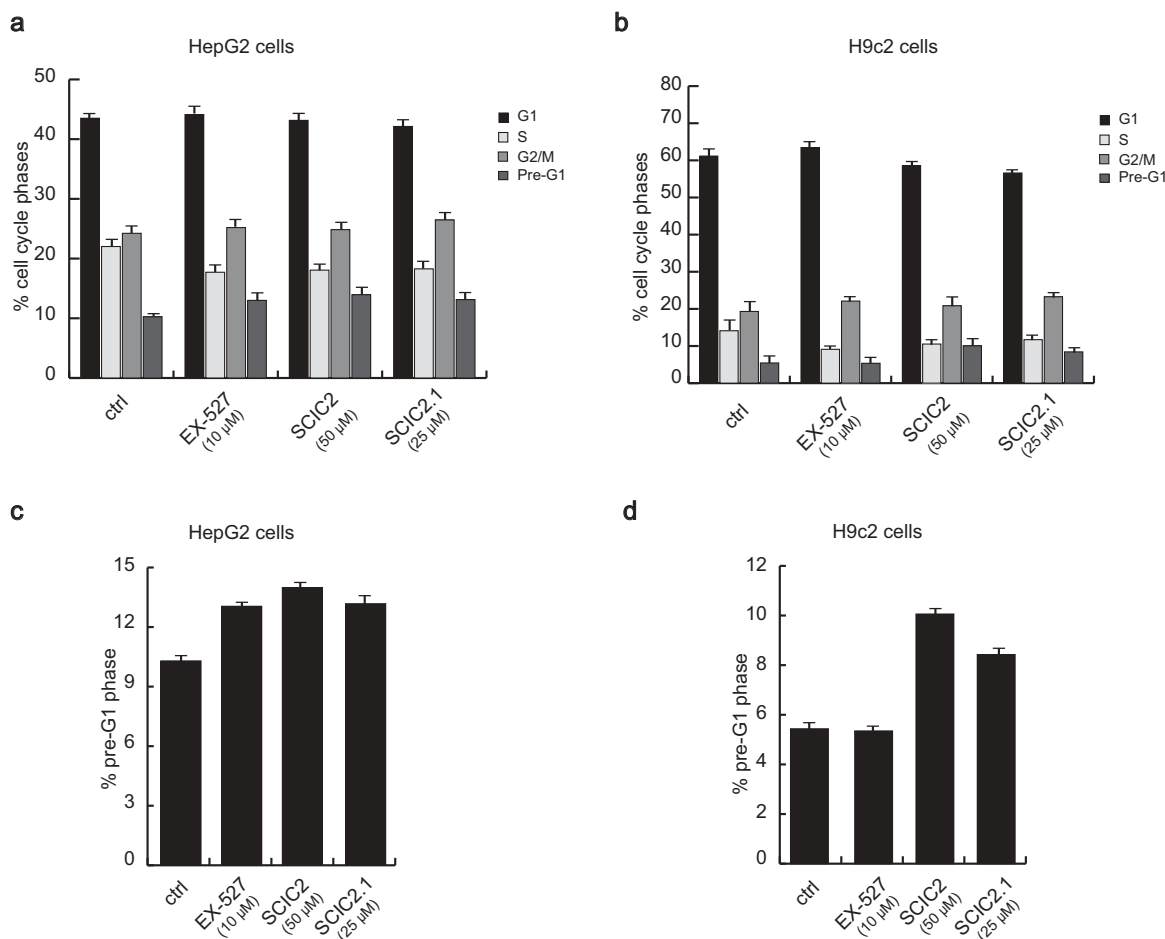 a
HepG2 cells
% cell cycle phases
50
40
30
20
10
0
G1
S
G2/M
Pre-G1
ctrl
EX-527
(10 µM)
SCIC2
(50 µM)
SCIC2.1
(25 µM)
b
H9c2 cells
% cell cycle phases
80
70
60
50
40
30
20
10
0
G1
S
G2/M
Pre-G1
ctrl
EX-527
(10 µM)
SCIC2
(50 µM)
SCIC2.1
(25 µM)
c
HepG2 cells
% pre-G1 phase
15
12
9
6
3
0
ctrl
EX-527
(10 µM)
SCIC2
(50 µM)
SCIC2.1
(25 µM)
d
H9c2 cells
% pre-G1 phase
12
10
8
6
4
2
0
ctrl
EX-527
(10 µM)
SCIC2
(50 µM)
SCIC2.1
(25 µM)